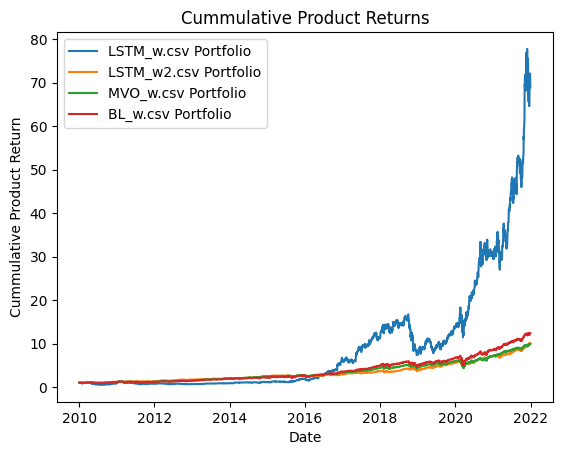 Cummulative Product Returns
LSTM_w.csv Portfolio
LSTM_w2.csv Portfolio
MVO_w.csv Portfolio
BL_w.csv Portfolio
Cummulative Product Return
80
70
60
50
40
30
20
10
0
2010 2012 2014 2016 2018 2020 2022
Date